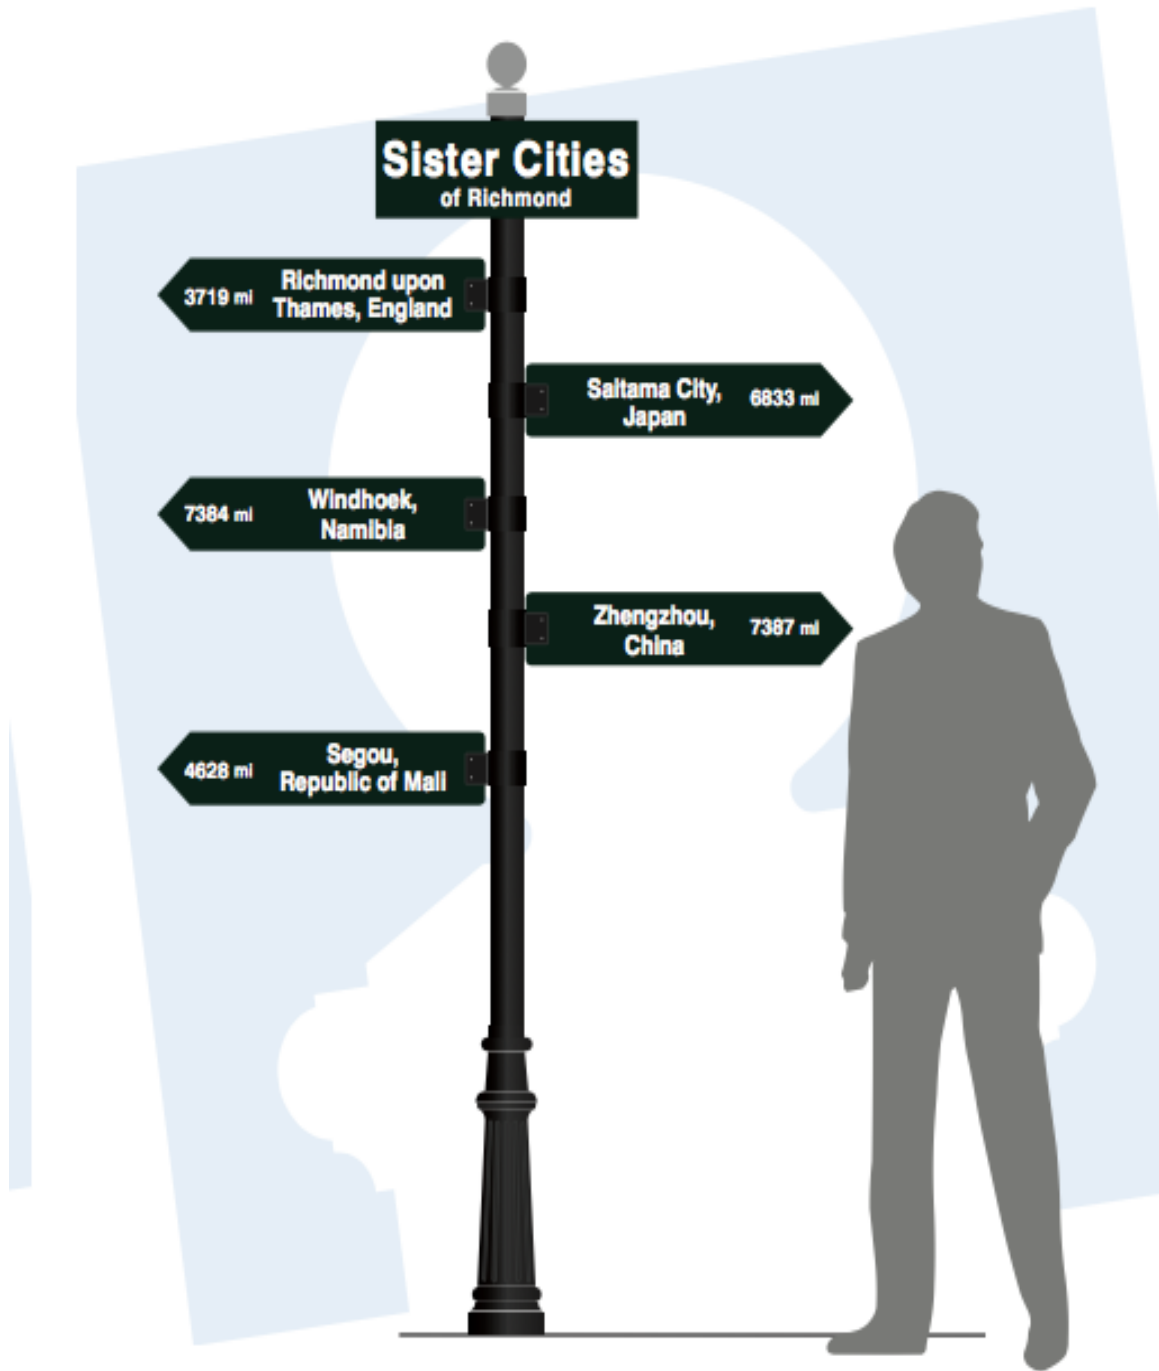 Sister Cities
of Richmond
3719 mi
Richmond upon
Thames, England
Saitama City,
Japan
6833 mi
7384 mi
Windhoek,
Namibia
Zhengzhou,
China
7387 mi
4628 mi
Segou,
Republic of Mali